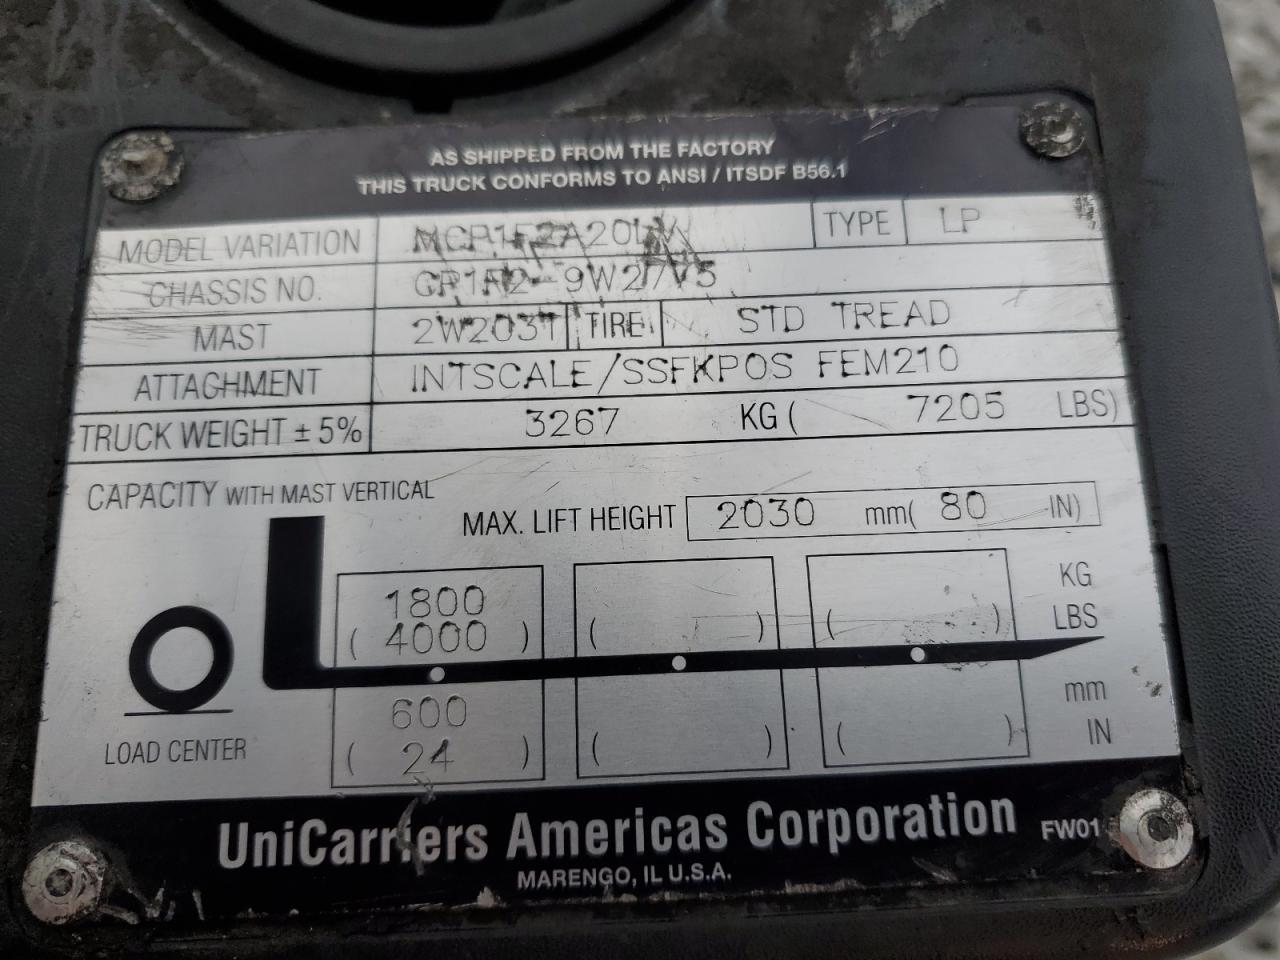 AS SHIPPED FROM THE FACTORY
THIS TRUCK CONFORMS TO ANSI / ITSDF B56.1
MODEL VARIATION TYPE LP
CHASSIS NO.
MAST 2W203T TIRE STD TREAD
ATTACHMENT INTSCALE/SSFKPOS FEM210
TRUCK WEIGHT ± 5% 3267 KG ( 7205 LBS)
CAPACITY WITH MAST VERTICAL
MAX. LIFT HEIGHT 2030 mm( 80 IN)
1800 KG
( 4000 ) ( ) ( ) LBS
600 mm
LOAD CENTER ( 24 ) ( ) ( ) IN
UniCarriers Americas Corporation FW01
MARENGO, IL U.S.A.